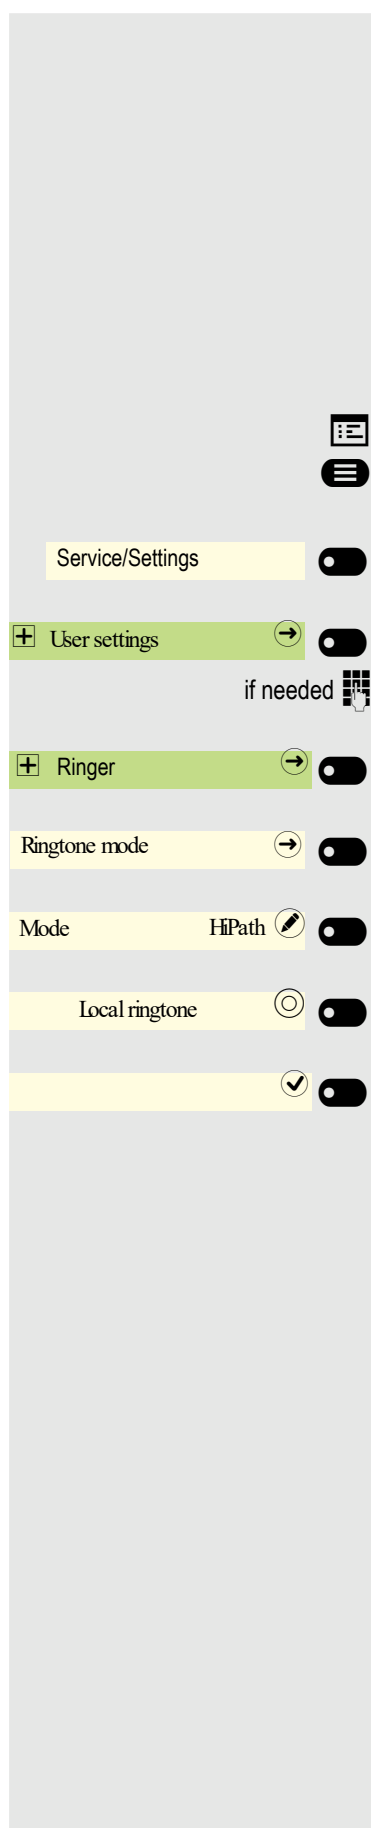 Service/Settings
User settings
if needed
Ringer
Ringtone mode
Mode HiPath
Local ringtone